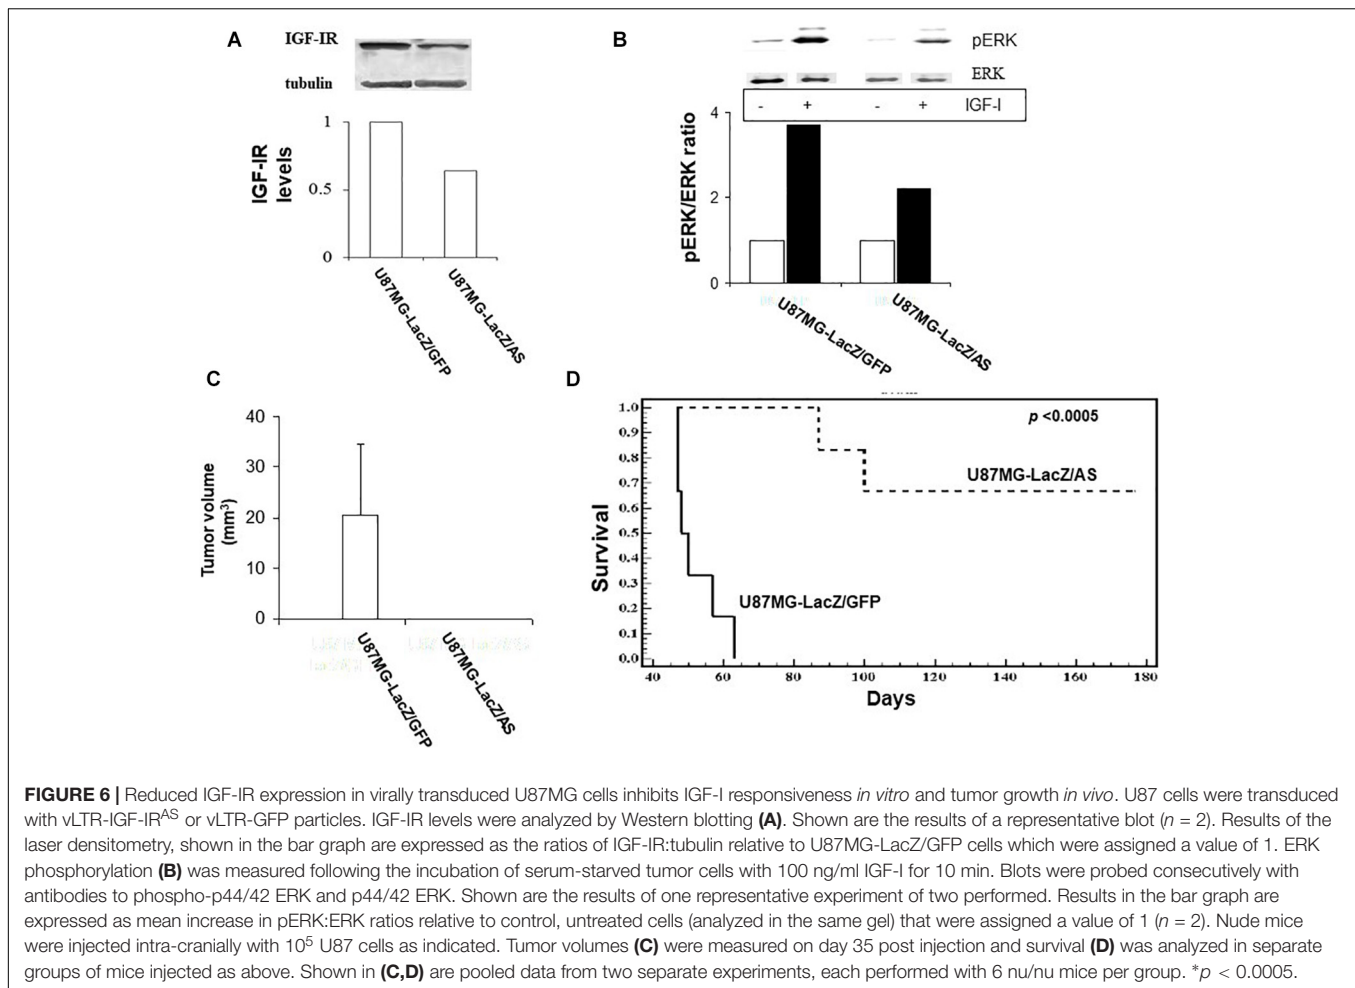 A
IGF-IR
tubulin
1
0.5
0
IGF-IR
levels
U87MG-LacZ/GFP
U87MG-LacZ/AS
B
pERK
ERK
- + - + IGF-I
4
2
0
pERK/ERK ratio
U87MG-LacZ/GFP
U87MG-LacZ/AS
C
40
30
20
10
0
Tumor volume
(mm³)
U87MG-LacZ/GFP
U87MG-LacZ/AS
D
1.0
0.9
0.8
0.7
0.6
0.5
0.4
0.3
0.2
0.1
0.0
Survival
p <0.0005
U87MG-LacZ/AS
U87MG-LacZ/GFP
40 60 80 100 120 140 160 180
Days
FIGURE 6 | Reduced IGF-IR expression in virally transduced U87MG cells inhibits IGF-I responsiveness in vitro and tumor growth in vivo. U87 cells were transduced
with vLTR-IGF-IRᴬˢ or vLTR-GFP particles. IGF-IR levels were analyzed by Western blotting (A). Shown are the results of a representative blot (n = 2). Results of the
laser densitometry, shown in the bar graph are expressed as the ratios of IGF-IR:tubulin relative to U87MG-LacZ/GFP cells which were assigned a value of 1. ERK
phosphorylation (B) was measured following the incubation of serum-starved tumor cells with 100 ng/ml IGF-I for 10 min. Blots were probed consecutively with
antibodies to phospho-p44/42 ERK and p44/42 ERK. Shown are the results of one representative experiment of two performed. Results in the bar graph are
expressed as mean increase in pERK:ERK ratios relative to control, untreated cells (analyzed in the same gel) that were assigned a value of 1 (n = 2). Nude mice
were injected intra-cranially with 10⁵ U87 cells as indicated. Tumor volumes (C) were measured on day 35 post injection and survival (D) was analyzed in separate
groups of mice injected as above. Shown in (C,D) are pooled data from two separate experiments, each performed with 6 nu/nu mice per group. *p < 0.0005.